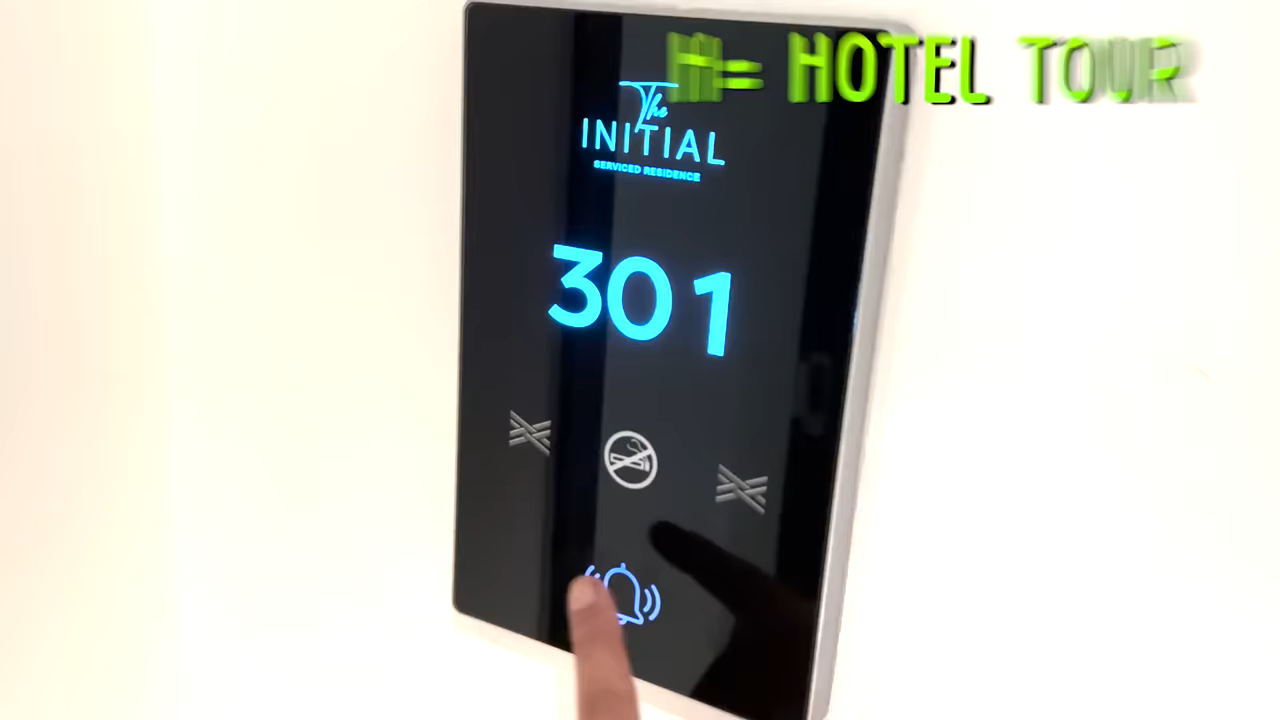 HOTEL TOUR
The
INITIAL
SERVICED RESIDENCE
301